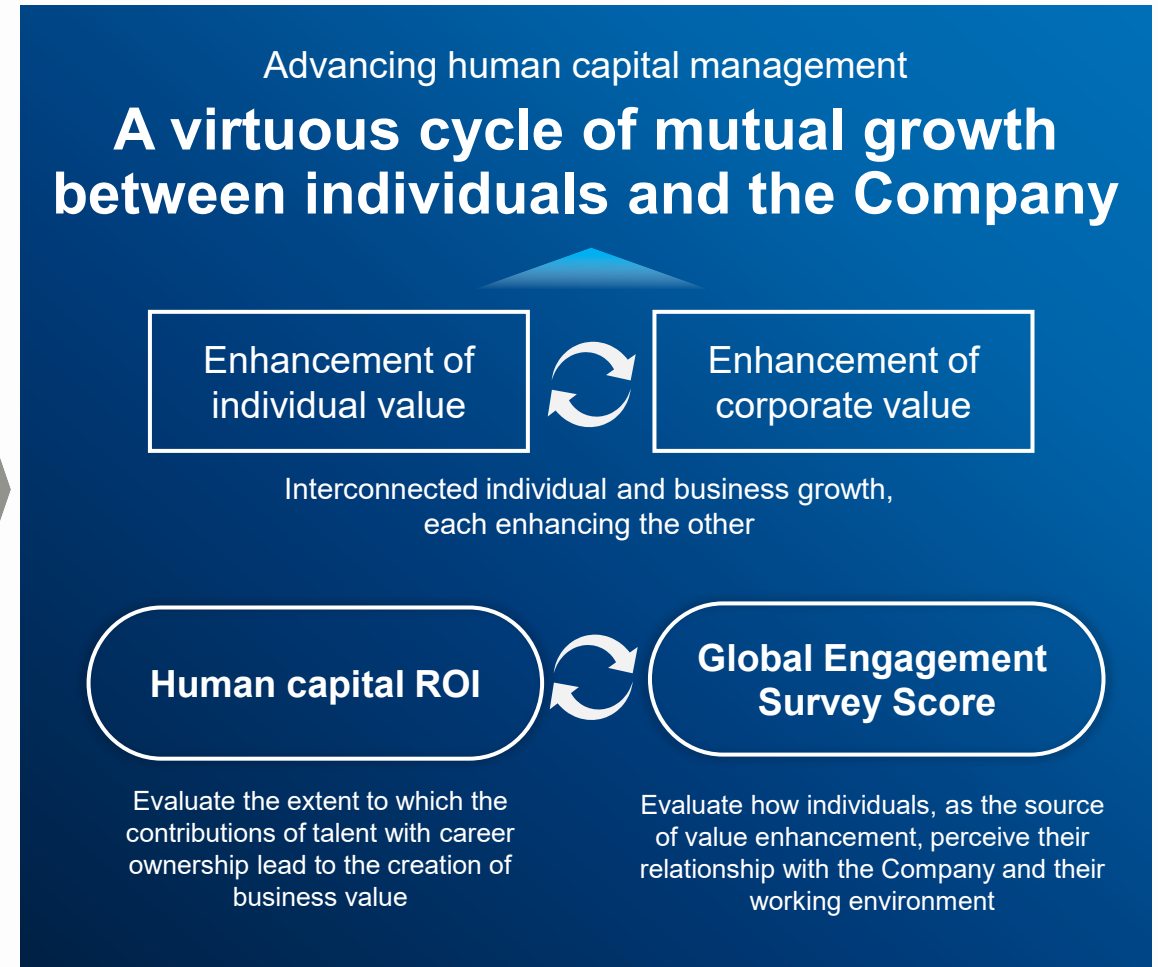 Advancing human capital management
A virtuous cycle of mutual growth
between individuals and the Company
Enhancement of
individual value
Enhancement of
corporate value
Interconnected individual and business growth,
each enhancing the other
Human capital ROI
Global Engagement
Survey Score
Evaluate the extent to which the
contributions of talent with career
ownership lead to the creation of
business value
Evaluate how individuals, as the source
of value enhancement, perceive their
relationship with the Company and their
working environment